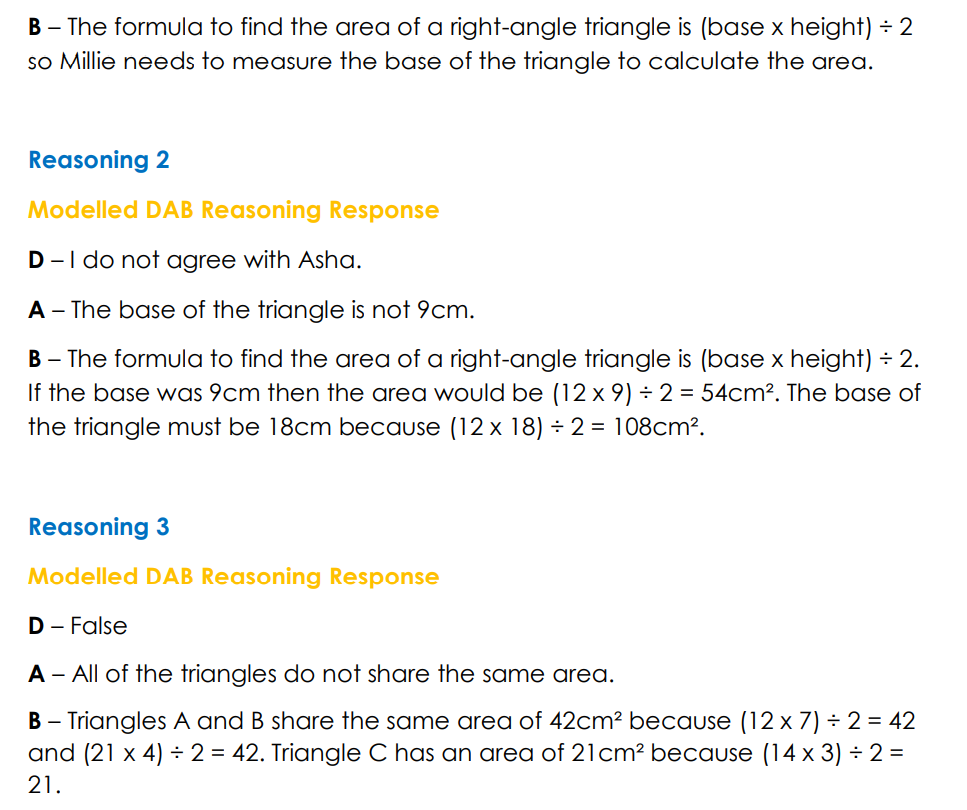 B – The formula to find the area of a right-angle triangle is (base x height) ÷ 2
so Millie needs to measure the base of the triangle to calculate the area.
Reasoning 2
Modelled DAB Reasoning Response
D – I do not agree with Asha.
A – The base of the triangle is not 9cm.
B – The formula to find the area of a right-angle triangle is (base x height) ÷ 2.
If the base was 9cm then the area would be (12 x 9) ÷ 2 = 54cm². The base of
the triangle must be 18cm because (12 x 18) ÷ 2 = 108cm².
Reasoning 3
Modelled DAB Reasoning Response
D – False
A – All of the triangles do not share the same area.
B – Triangles A and B share the same area of 42cm² because (12 x 7) ÷ 2 = 42
and (21 x 4) ÷ 2 = 42. Triangle C has an area of 21cm² because (14 x 3) ÷ 2 =
21.